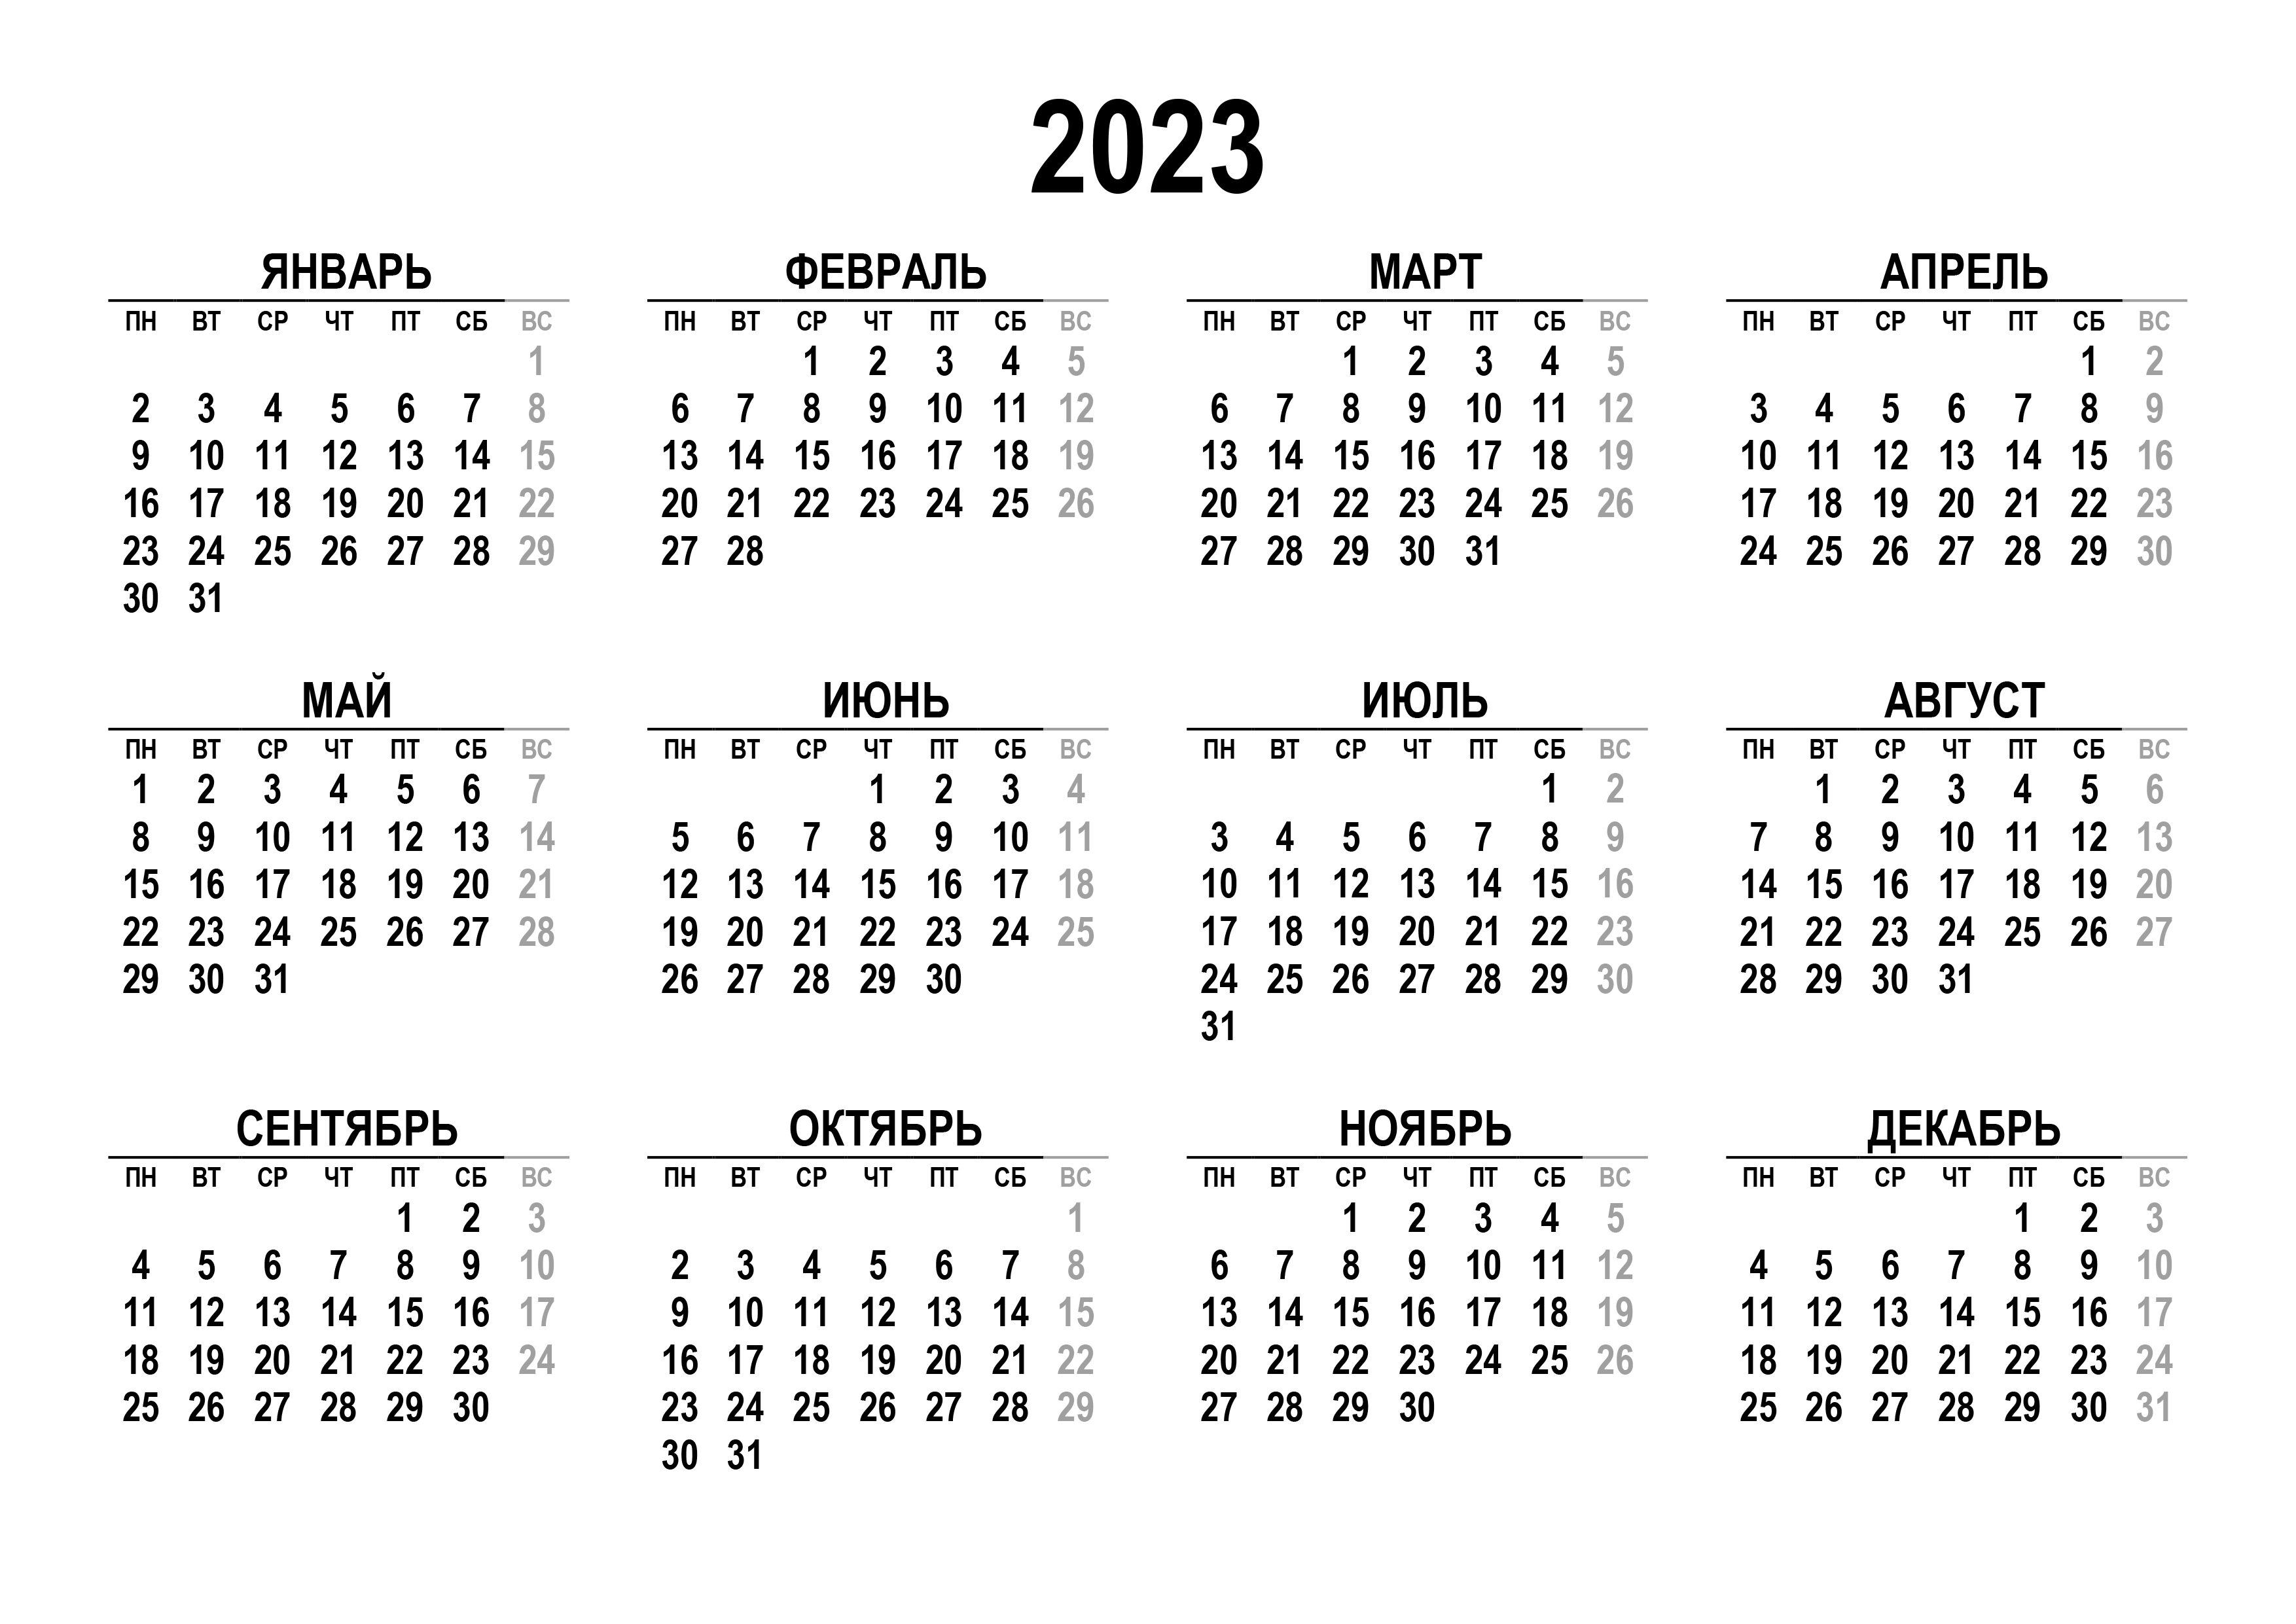 2023
ЯНВАРЬ
ПН ВТ СР ЧТ ПТ СБ ВС
1
2 3 4 5 6 7 8
9 10 11 12 13 14 15
16 17 18 19 20 21 22
23 24 25 26 27 28 29
30 31
ФЕВРАЛЬ
ПН ВТ СР ЧТ ПТ СБ ВС
1 2 3 4 5
6 7 8 9 10 11 12
13 14 15 16 17 18 19
20 21 22 23 24 25 26
27 28
МАРТ
ПН ВТ СР ЧТ ПТ СБ ВС
1 2 3 4 5
6 7 8 9 10 11 12
13 14 15 16 17 18 19
20 21 22 23 24 25 26
27 28 29 30 31
АПРЕЛЬ
ПН ВТ СР ЧТ ПТ СБ ВС
1 2
3 4 5 6 7 8 9
10 11 12 13 14 15 16
17 18 19 20 21 22 23
24 25 26 27 28 29 30
МАЙ
ПН ВТ СР ЧТ ПТ СБ ВС
1 2 3 4 5 6 7
8 9 10 11 12 13 14
15 16 17 18 19 20 21
22 23 24 25 26 27 28
29 30 31
ИЮНЬ
ПН ВТ СР ЧТ ПТ СБ ВС
1 2 3 4
5 6 7 8 9 10 11
12 13 14 15 16 17 18
19 20 21 22 23 24 25
26 27 28 29 30
ИЮЛЬ
ПН ВТ СР ЧТ ПТ СБ ВС
1 2
3 4 5 6 7 8 9
10 11 12 13 14 15 16
17 18 19 20 21 22 23
24 25 26 27 28 29 30
31
АВГУСТ
ПН ВТ СР ЧТ ПТ СБ ВС
1 2 3 4 5 6
7 8 9 10 11 12 13
14 15 16 17 18 19 20
21 22 23 24 25 26 27
28 29 30 31
СЕНТЯБРЬ
ПН ВТ СР ЧТ ПТ СБ ВС
1 2 3
4 5 6 7 8 9 10
11 12 13 14 15 16 17
18 19 20 21 22 23 24
25 26 27 28 29 30
ОКТЯБРЬ
ПН ВТ СР ЧТ ПТ СБ ВС
1
2 3 4 5 6 7 8
9 10 11 12 13 14 15
16 17 18 19 20 21 22
23 24 25 26 27 28 29
30 31
НОЯБРЬ
ПН ВТ СР ЧТ ПТ СБ ВС
1 2 3 4 5
6 7 8 9 10 11 12
13 14 15 16 17 18 19
20 21 22 23 24 25 26
27 28 29 30
ДЕКАБРЬ
ПН ВТ СР ЧТ ПТ СБ ВС
1 2 3
4 5 6 7 8 9 10
11 12 13 14 15 16 17
18 19 20 21 22 23 24
25 26 27 28 29 30 31